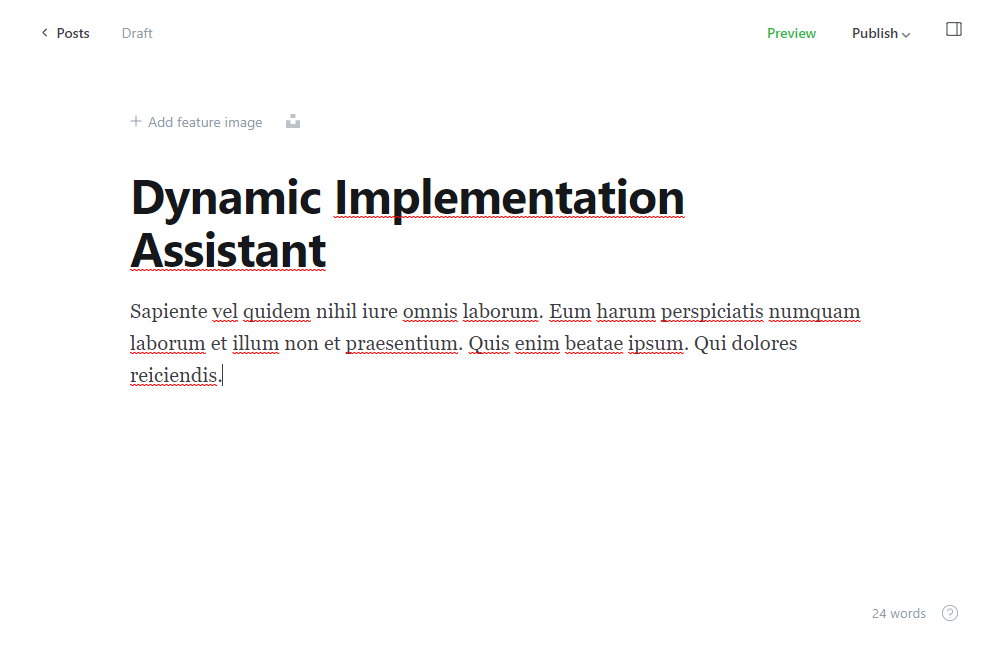 Posts
Draft
Preview
Publish
Add feature image
Dynamic Implementation
Assistant
Sapiente vel quidem nihil iure omnis laborum. Eum harum perspiciatis numquam
laborum et illum non et praesentium. Quis enim beatae ipsum. Qui dolores
reiciendis.
24 words
?